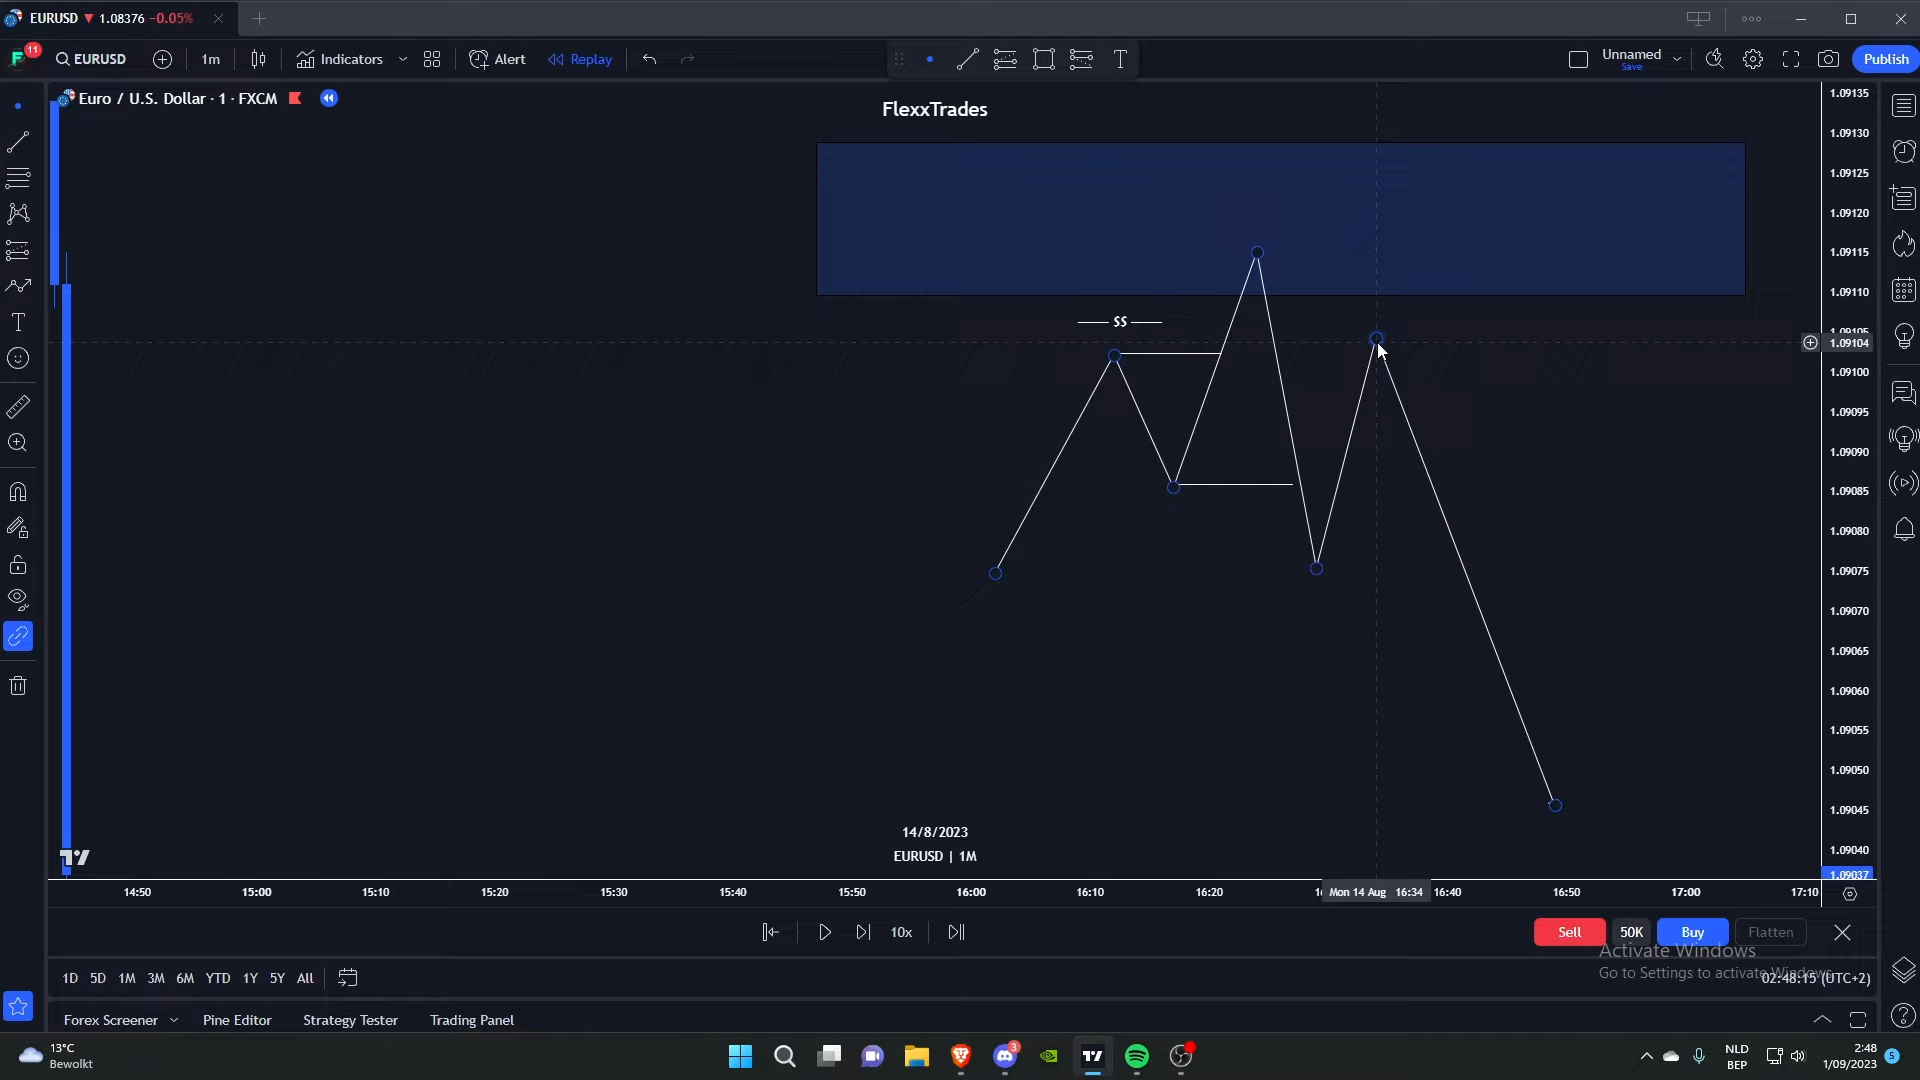 EURUSD ▼ 1.08376 −0.05%
11
EURUSD
1m
Indicators
Alert
Replay
Unnamed
Save
Publish
Euro / U.S. Dollar · 1 · FXCM
FlexxTrades
$$
1.09135
1.09130
1.09125
1.09120
1.09115
1.09110
1.09105
1.09104
1.09100
1.09095
1.09090
1.09085
1.09080
1.09075
1.09070
1.09065
1.09060
1.09055
1.09050
1.09045
1.09040
1.09037
14/8/2023
EURUSD | 1M
14:50 15:00 15:10 15:20 15:30 15:40 15:50 16:00 16:10 16:20 Mon 14 Aug 16:34 16:40 16:50 17:00 17:10
10x
Sell 50K Buy Flatten
Activate Windows
Go to Settings to activate Windows.
1D 5D 1M 3M 6M YTD 1Y 5Y All
02:48:15 (UTC+2)
Forex Screener Pine Editor Strategy Tester Trading Panel
13°C
Bewolkt
3
NLD
BEP
2:48
1/09/2023
5